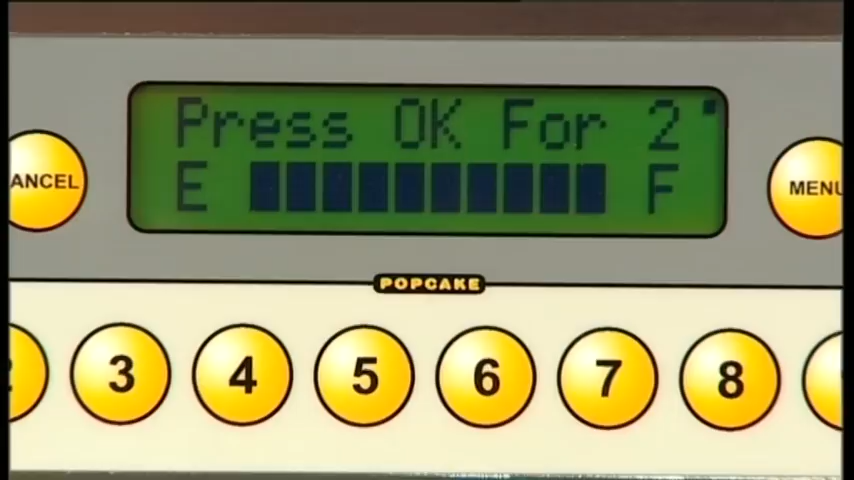 Press OK For 2
E F
ANCEL
MENU
POPCAKE
3 4 5 6 7 8